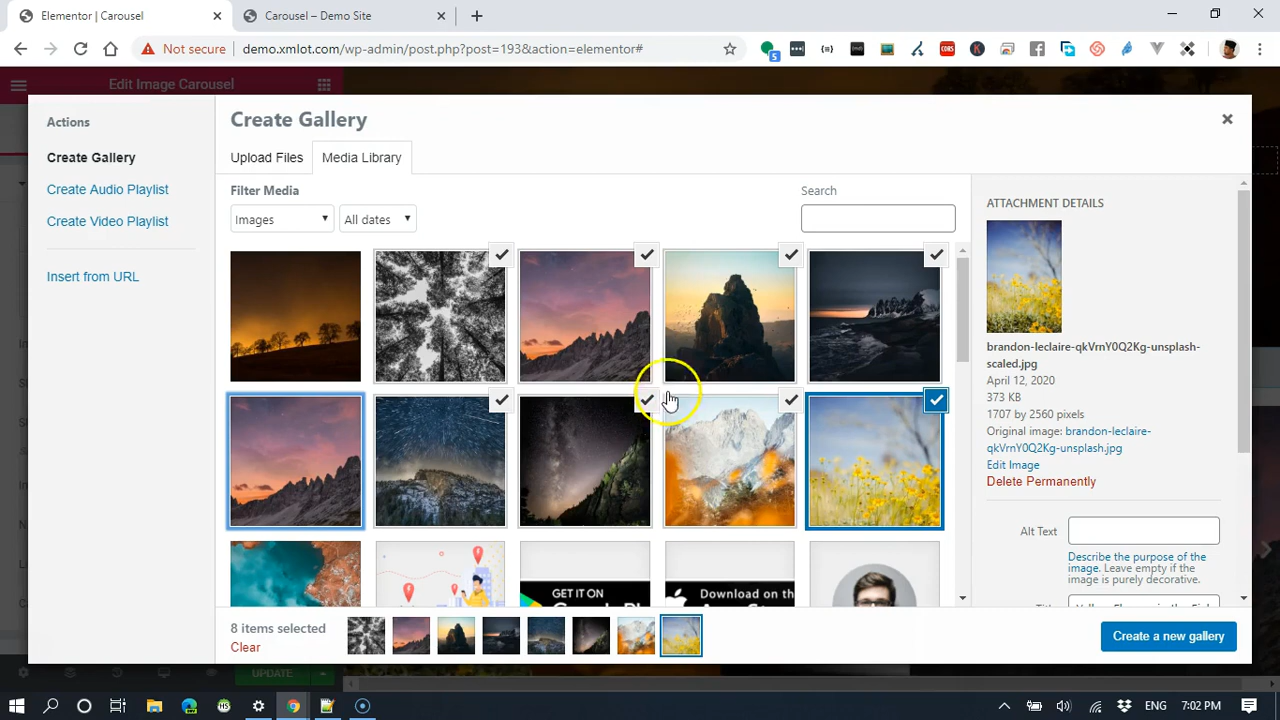 Elementor | Carousel
Carousel – Demo Site
Not secure
demo.xmlot.com/wp-admin/post.php?post=193&action=elementor#
Edit Image Carousel
Actions
Create Gallery
Create Audio Playlist
Create Video Playlist
Insert from URL
Create Gallery
Upload Files
Media Library
Filter Media
Search
Images
All dates
GET IT ON
Download on the
ATTACHMENT DETAILS
brandon-leclaire-qkVrnY0Q2Kg-unsplash-
scaled.jpg
April 12, 2020
373 KB
1707 by 2560 pixels
Original image: brandon-leclaire-
qkVrnY0Q2Kg-unsplash.jpg
Edit Image
Delete Permanently
Alt Text
Describe the purpose of the
image. Leave empty if the
image is purely decorative.
8 items selected
Clear
Create a new gallery
UPDATE
ENG
7:02 PM